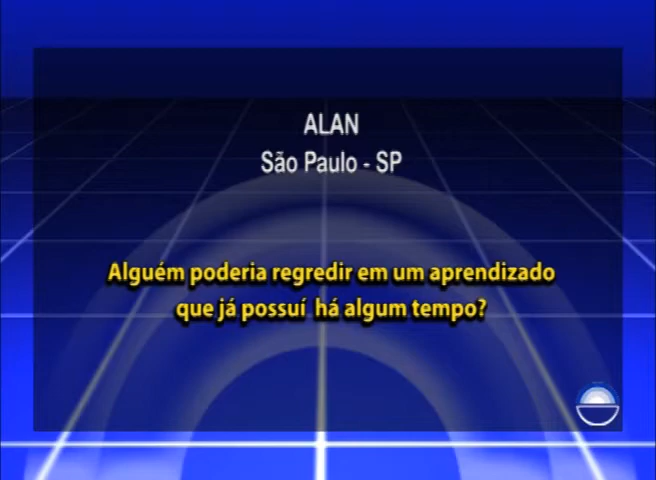 ALAN
São Paulo - SP
Alguém poderia regredir em um aprendizado
que já possuí há algum tempo?